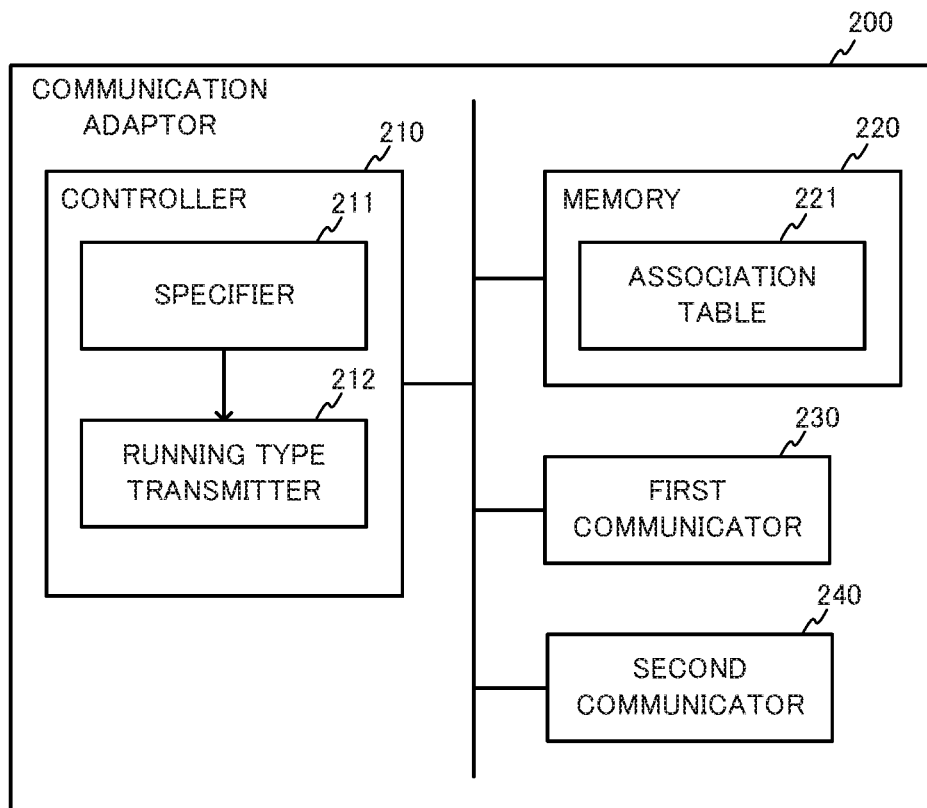 200
COMMUNICATION
ADAPTOR
210
CONTROLLER
211
SPECIFIER
212
RUNNING TYPE
TRANSMITTER
220
MEMORY
221
ASSOCIATION
TABLE
230
FIRST
COMMUNICATOR
240
SECOND
COMMUNICATOR